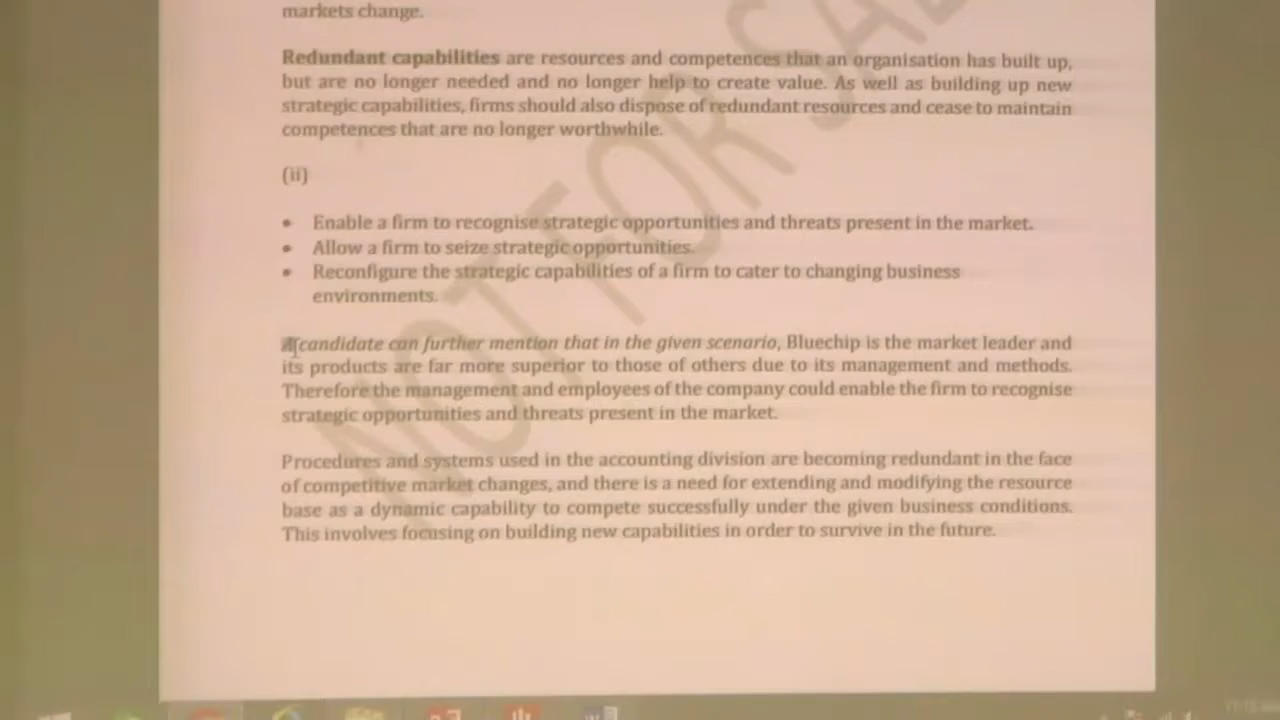 markets change.
Redundant capabilities are resources and competences that an organisation has built up,
but are no longer needed and no longer help to create value. As well as building up new
strategic capabilities, firms should also dispose of redundant resources and cease to maintain
competences that are no longer worthwhile.
(ii)
• Enable a firm to recognise strategic opportunities and threats present in the market.
• Allow a firm to seize strategic opportunities.
• Reconfigure the strategic capabilities of a firm to cater to changing business
environments.
A candidate can further mention that in the given scenario, Bluechip is the market leader and
its products are far more superior to those of others due to its management and methods.
Therefore the management and employees of the company could enable the firm to recognise
strategic opportunities and threats present in the market.
Procedures and systems used in the accounting division are becoming redundant in the face
of competitive market changes, and there is a need for extending and modifying the resource
base as a dynamic capability to compete successfully under the given business conditions.
This involves focusing on building new capabilities in order to survive in the future.
NOT FOR SALE